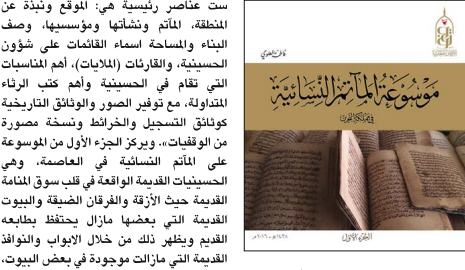 ست عناصر رئيسية هي: الموقع ونبذة عن
المنطقة، المآتم ونشأتها ومؤسسيها، وصف
البناء والمساحة اسماء القائمات على شؤون
الحسينية، والقارئات (الملايات)، أهم المناسبات
التي تقام في الحسينية وأهم كتب الرثاء
المتداولة، مع توفير الصور والوثائق التاريخية
كوثائق التسجيل والخرائط ونسخة مصورة
من الوقفيات». ويركز الجزء الأول من الموسوعة
على المآتم النسائية في العاصمة، وهي
الحسينيات القديمة الواقعة في قلب سوق المنامة
القديمة حيث الأزقة والفرقان الضيقة والبيوت
القديمة التي بعضها مازال يحتفظ بطابعه
القديم ويظهر ذلك من خلال الابواب والنوافذ
القديمة التي مازالت موجودة في بعض البيوت،
موسوعة المآتم النسائية
الجزء الأول